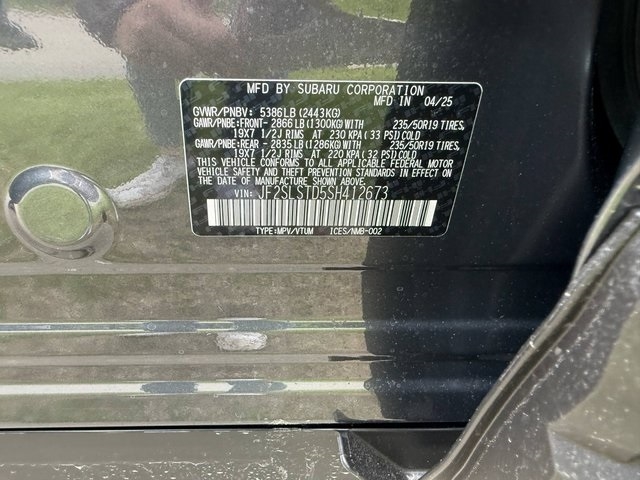 MFD BY SUBARU CORPORATION
MFD IN 04/25
GVWR/PNBV: 5386LB (2443KG)
GAWR/PNBE:FRONT- 2866LB (1300KG)WITH 235/50R19 TIRES,
19X7 1/2J RIMS AT 230 KPA (33 PSI) COLD
GAWR/PNBE:REAR - 2835LB (1286KG)WITH 235/50R19 TIRES,
19X7 1/2J RIMS AT 220 KPA (32 PSI) COLD
THIS VEHICLE CONFORMS TO ALL APPLICABLE FEDERAL MOTOR
VEHICLE SAFETY AND THEFT PREVENTION STANDARDS IN
EFFECT ON THE DATE OF MANUFACTURE SHOWN ABOVE.
VIN: JF2SLSTD5SH412673
TYPE:MPV/VTUM ICES/NMB-002